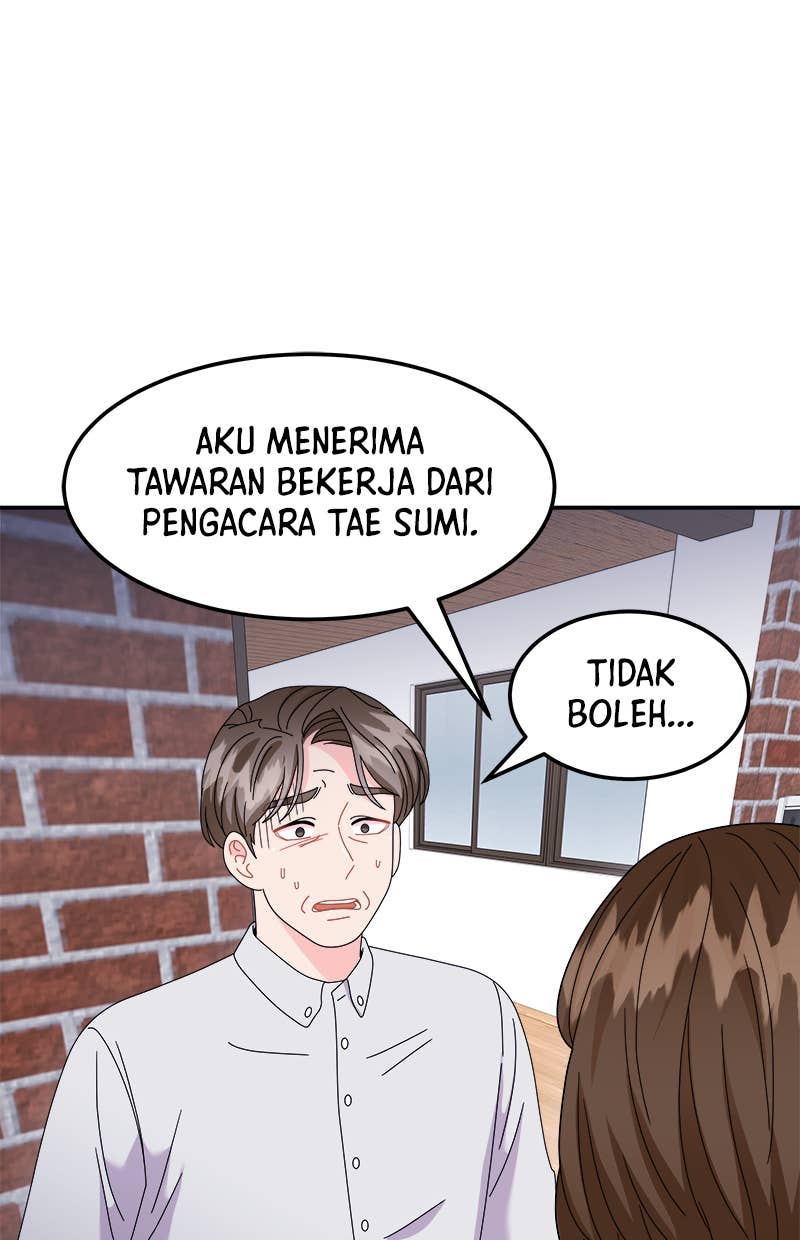 AKU MENERIMA
TAWARAN BEKERJA DARI
PENGACARA TAE SUMI.
TIDAK
BOLEH...